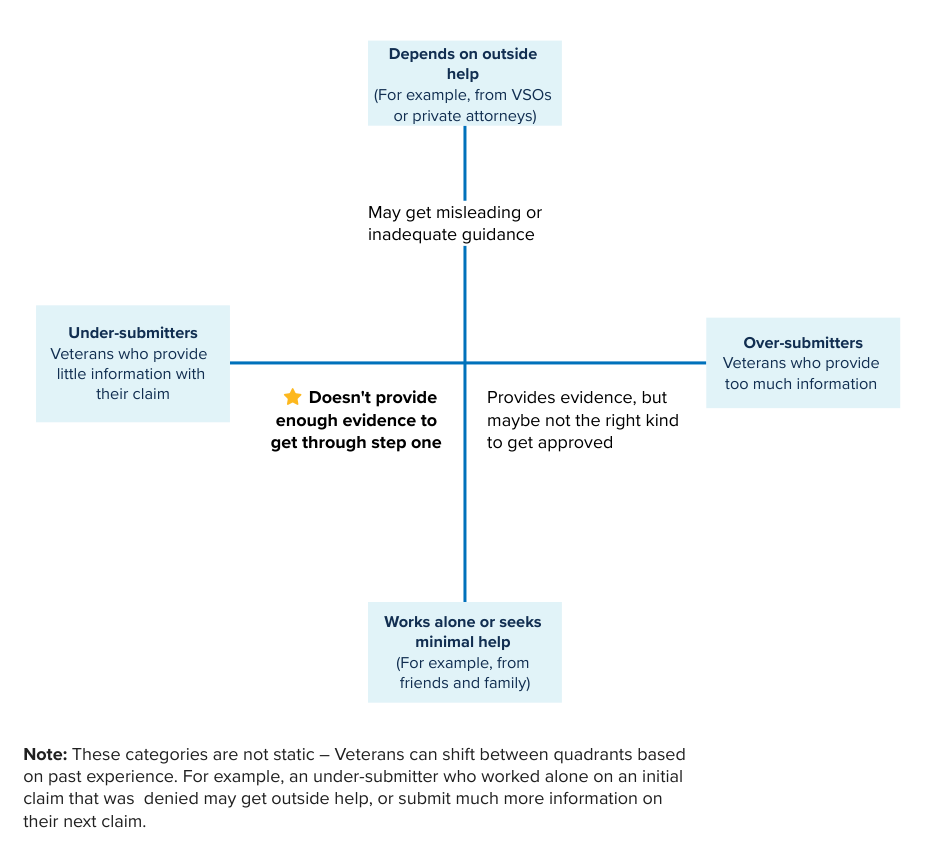 Depends on outside
help
(For example, from VSOs
or private attorneys)
May get misleading or
inadequate guidance
Under-submitters
Veterans who provide
little information with
their claim
Over-submitters
Veterans who provide
too much information
Doesn't provide
enough evidence to
get through step one
Provides evidence, but
maybe not the right kind
to get approved
Works alone or seeks
minimal help
(For example, from
friends and family)
Note: These categories are not static – Veterans can shift between quadrants based
on past experience. For example, an under-submitter who worked alone on an initial
claim that was denied may get outside help, or submit much more information on
their next claim.